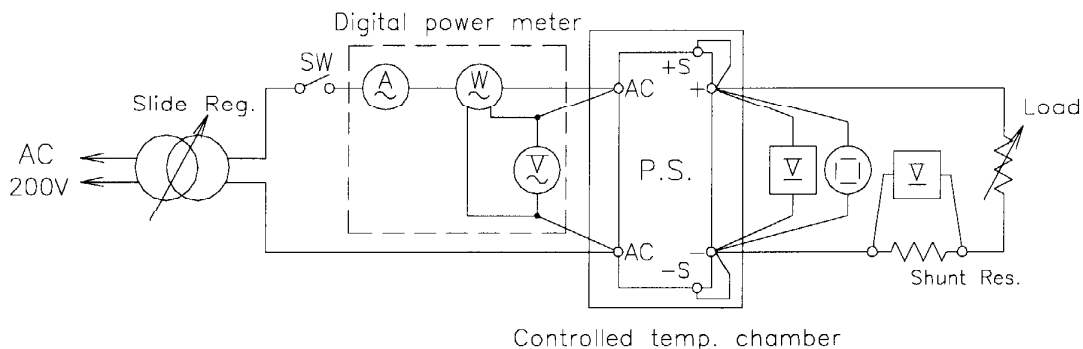 Digital power meter
SW
A
W
+S
AC
+
Slide Reg.
Load
AC
200V
V
P.S.
V
V
AC
−
−S
Shunt Res.
Controlled temp. chamber